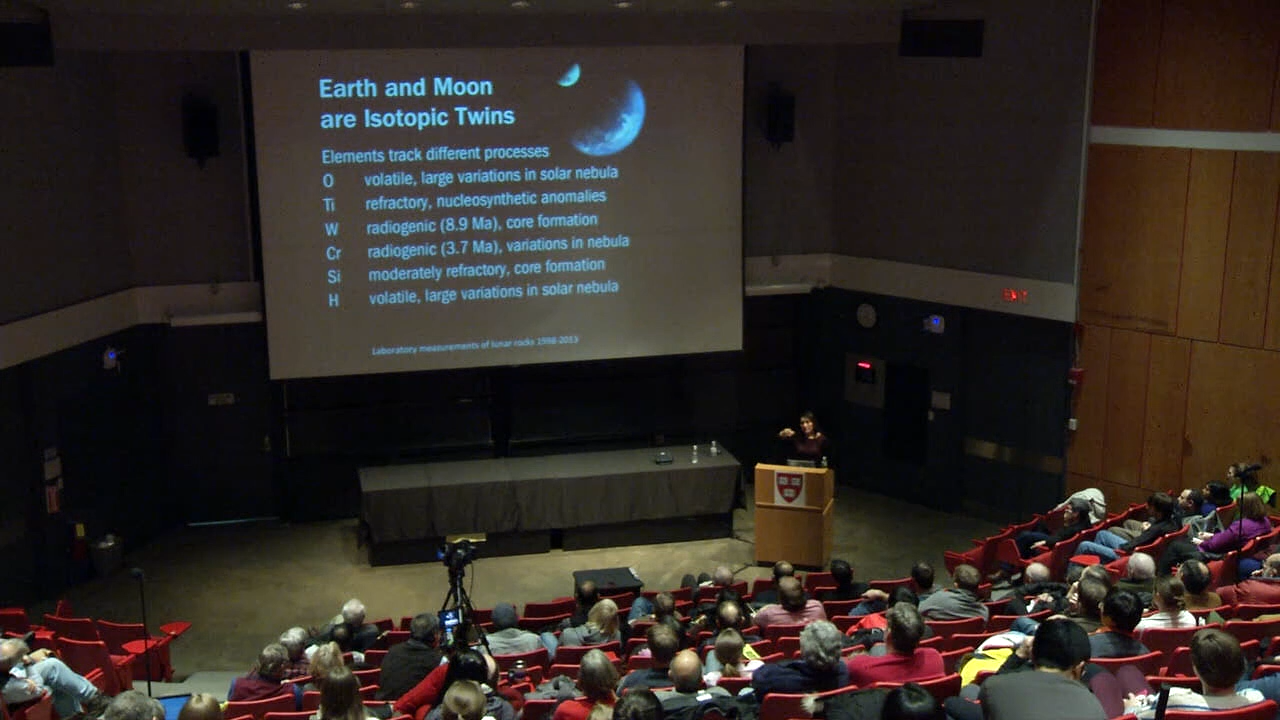 Earth and Moon
are Isotopic Twins
Elements track different processes
O volatile, large variations in solar nebula
Ti refractory, nucleosynthetic anomalies
W radiogenic (8.9 Ma), core formation
Cr radiogenic (3.7 Ma), variations in nebula
Si moderately refractory, core formation
H volatile, large variations in solar nebula
Laboratory measurements of lunar rocks 1998-2013
EXIT